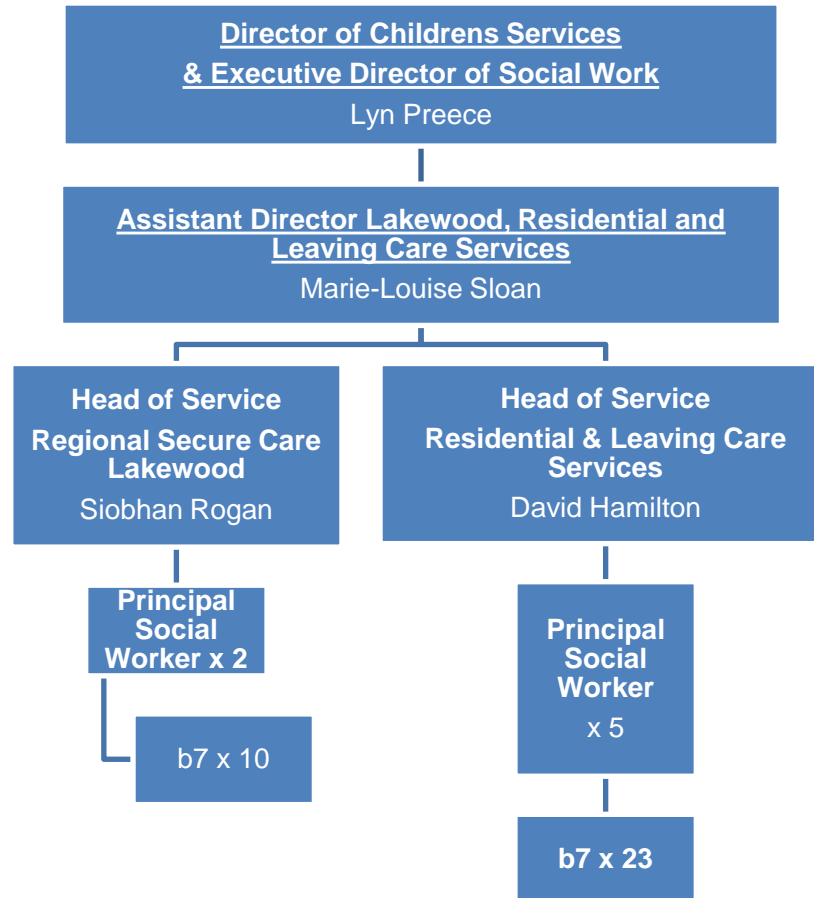 Director of Childrens Services
& Executive Director of Social Work
Lyn Preece
Assistant Director Lakewood, Residential and
Leaving Care Services
Marie-Louise Sloan
Head of Service
Regional Secure Care
Lakewood
Siobhan Rogan
Head of Service
Residential & Leaving Care
Services
David Hamilton
Principal
Social
Worker x 2
b7 x 10
Principal
Social
Worker
x 5
b7 x 23